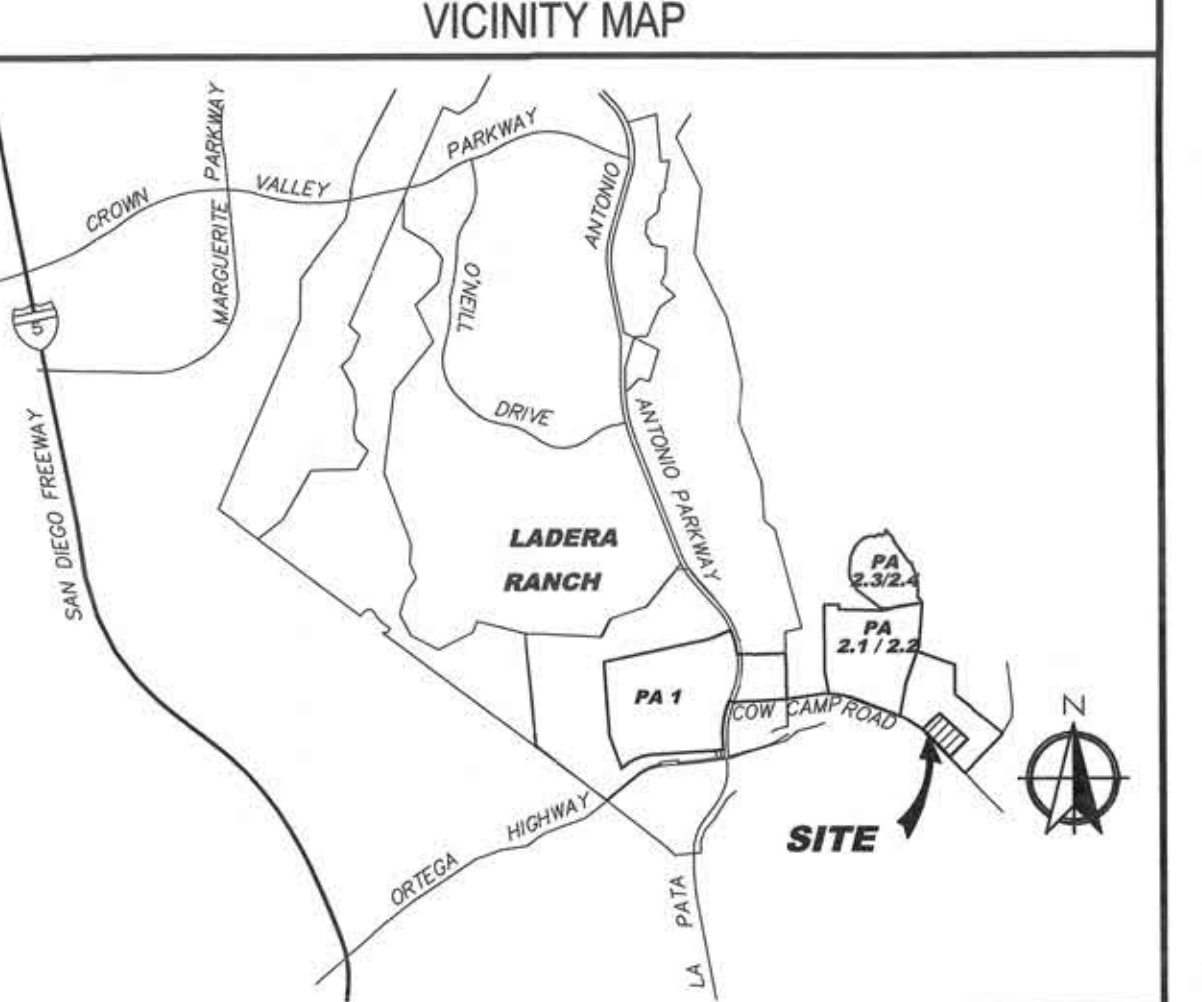 VICINITY MAP
CROWN VALLEY PARKWAY
MARGUERITE PARKWAY
5
SAN DIEGO FREEWAY
O'NEILL DRIVE
ANTONIO
ANTONIO PARKWAY
LADERA
RANCH
PA
2.3/2.4
PA
2.1 / 2.2
PA 1
COW CAMP ROAD
N
SITE
ORTEGA HIGHWAY
LA PATA